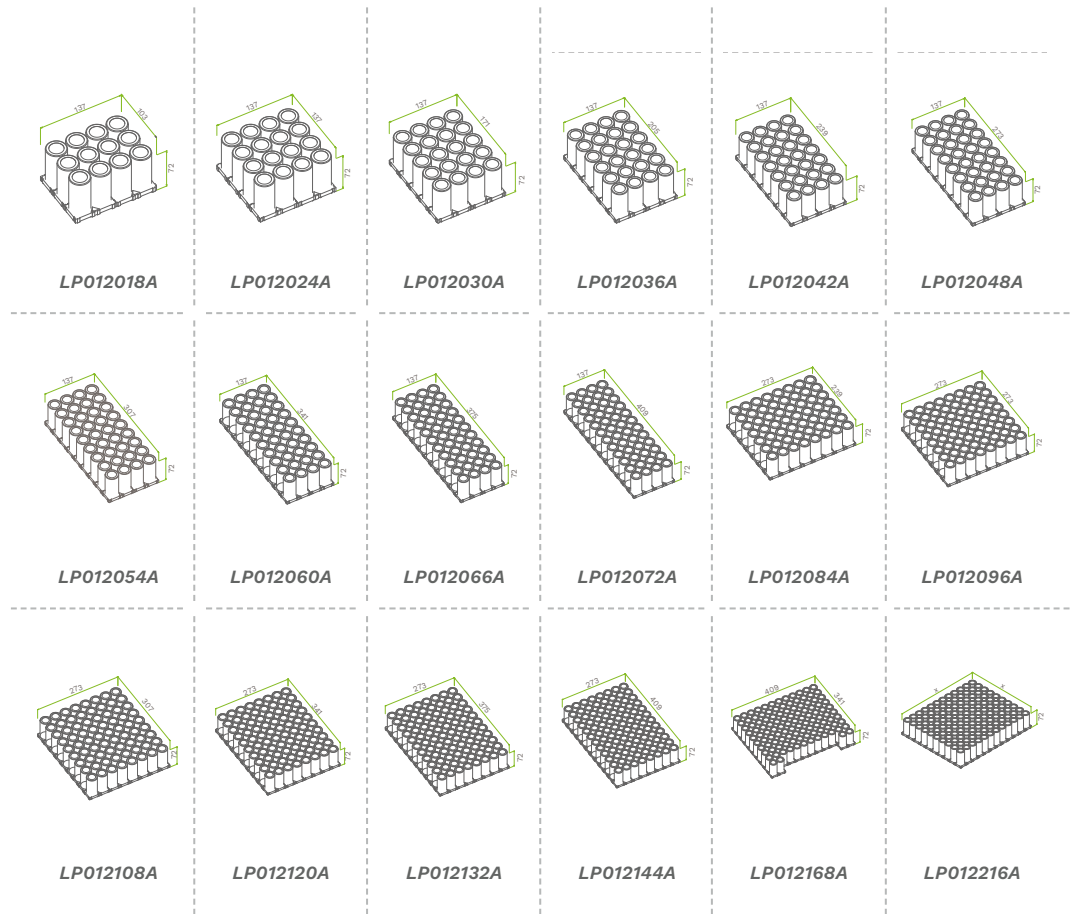 137 103 72
137 137 72
137 171 72
137 205 72
137 239 72
137 273 72
LP012018A LP012024A LP012030A LP012036A LP012042A LP012048A
137 307 72
137 341 72
137 375 72
137 409 72
273 239 72
273 273 72
LP012054A LP012060A LP012066A LP012072A LP012084A LP012096A
273 307 72
273 341 72
273 375 72
273 409 72
409 341 72
x x 72
LP012108A LP012120A LP012132A LP012144A LP012168A LP012216A